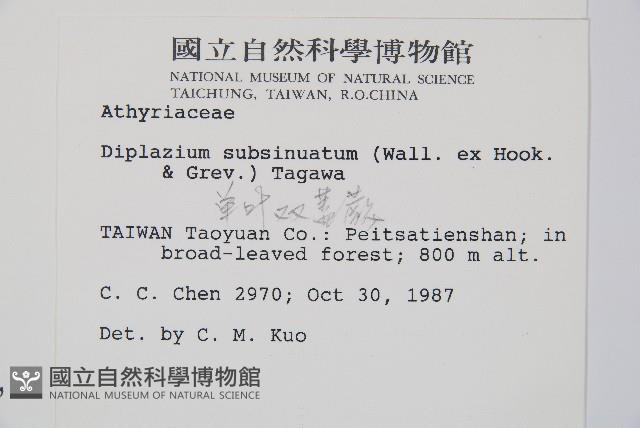 國立自然科學博物館
NATIONAL MUSEUM OF NATURAL SCIENCE
TAICHUNG, TAIWAN, R.O.CHINA
Athyriaceae
Diplazium subsinuatum (Wall. ex Hook.
& Grev.) Tagawa
单叶双蓋蕨
TAIWAN Taoyuan Co.: Peitsatienshan; in
broad-leaved forest; 800 m alt.
C. C. Chen 2970; Oct 30, 1987
Det. by C. M. Kuo
國立自然科學博物館
NATIONAL MUSEUM OF NATURAL SCIENCE